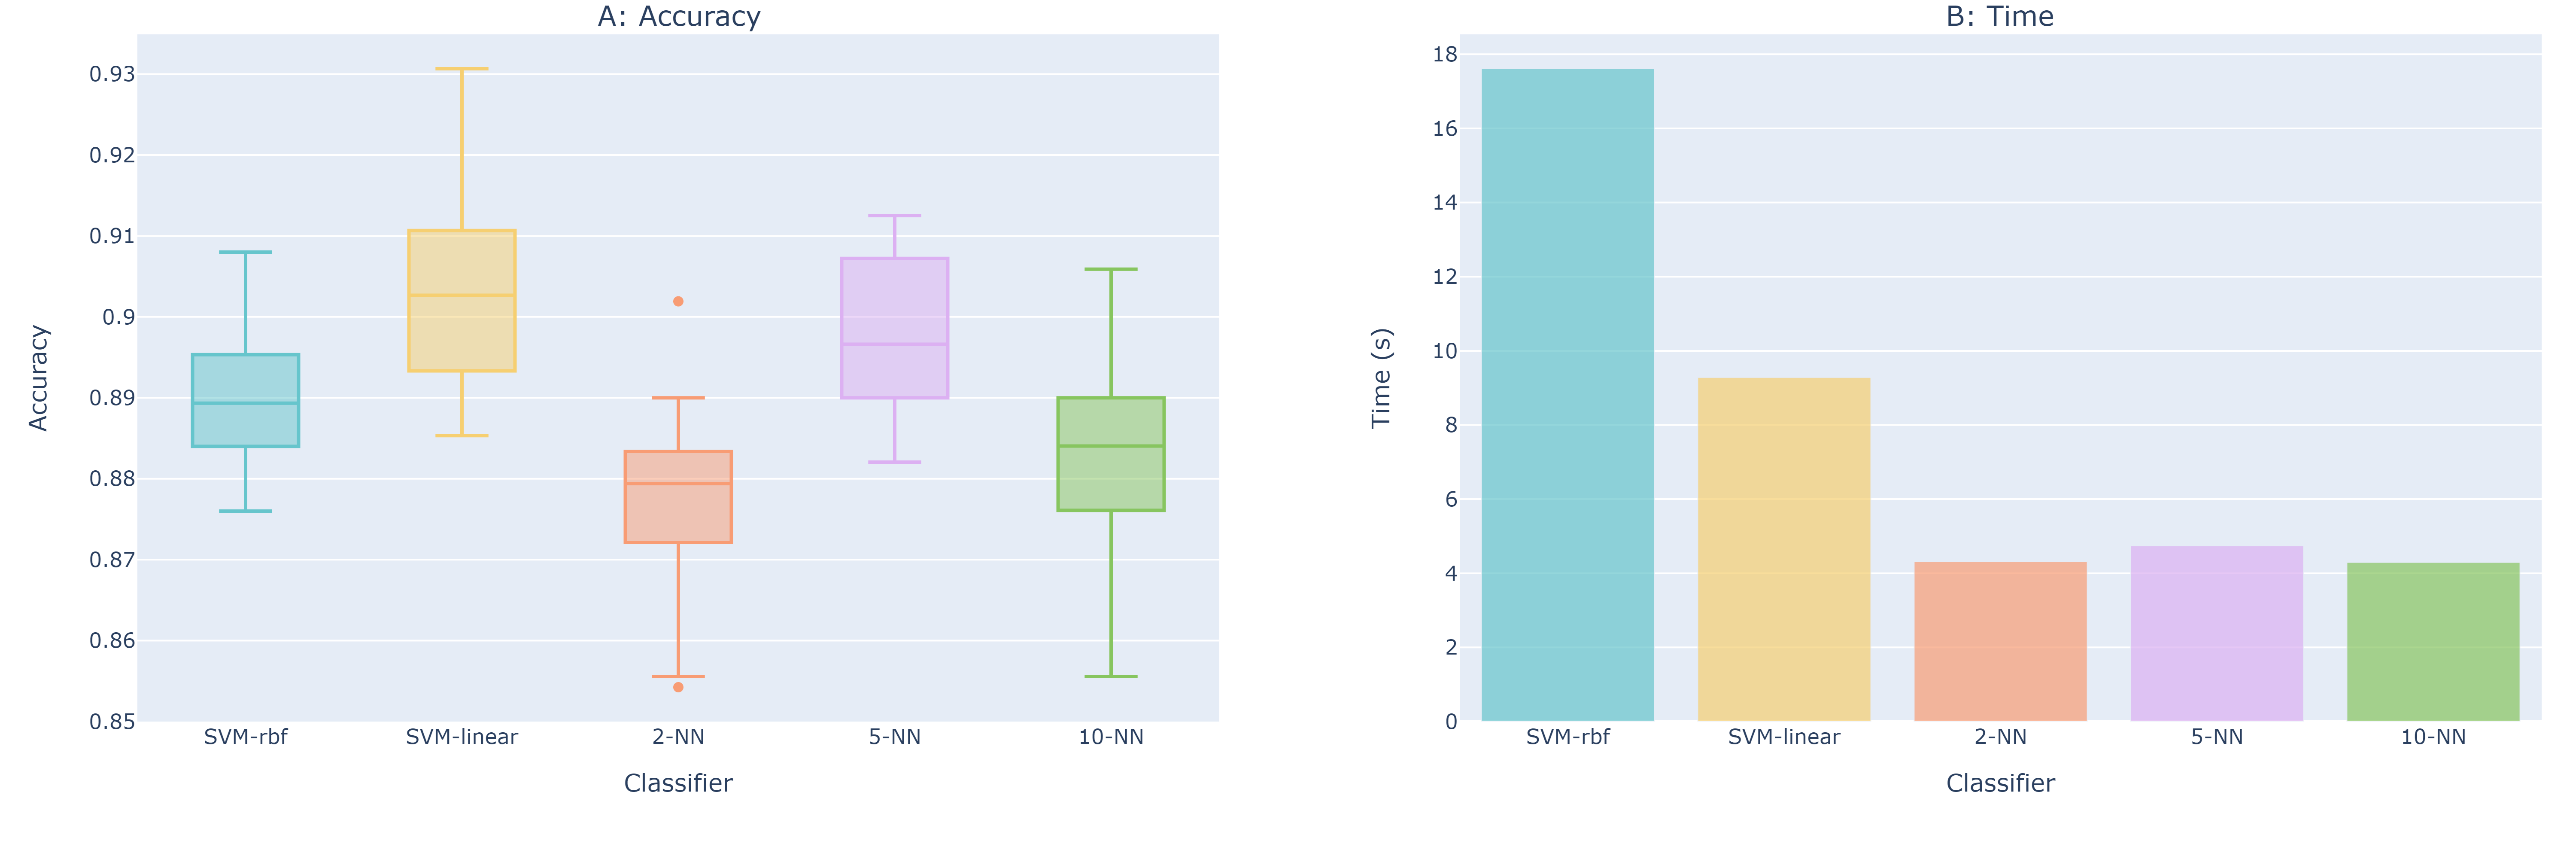 A: Accuracy
0.93
0.92
0.91
0.9
0.89
0.88
0.87
0.86
0.85
Accuracy
SVM-rbf
SVM-linear
2-NN
5-NN
10-NN
Classifier
B: Time
18
16
14
12
10
8
6
4
2
0
Time (s)
SVM-rbf
SVM-linear
2-NN
5-NN
10-NN
Classifier